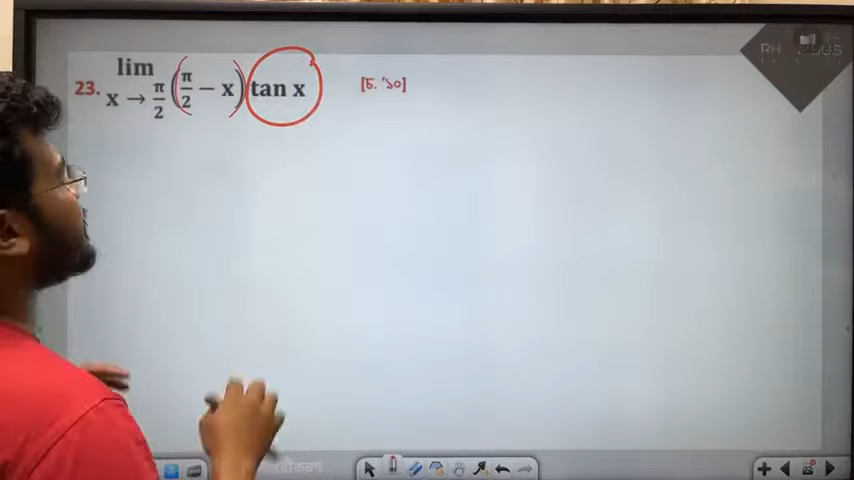 23. lim x → π/2 (π/2 − x) tan x [চ. '১০]